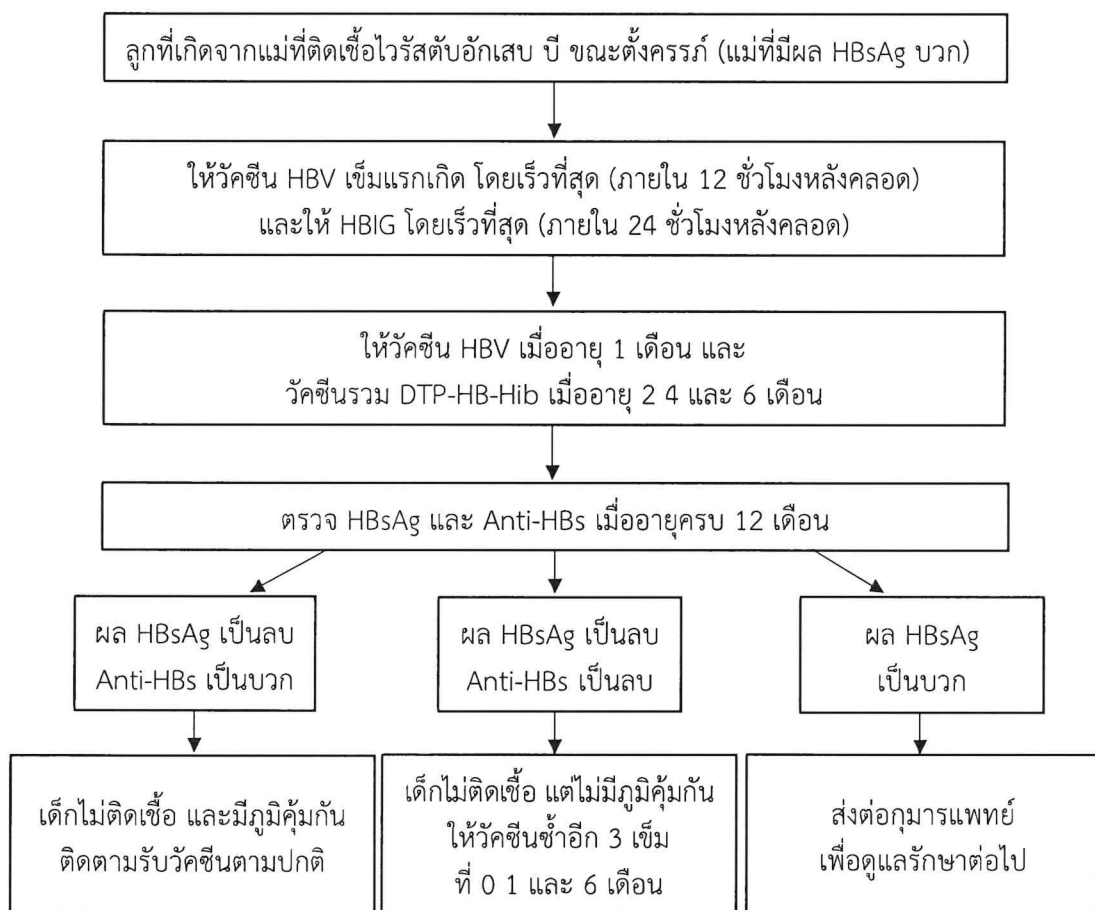 ลูกที่เกิดจากแม่ที่ติดเชื้อไวรัสตับอักเสบ บี ขณะตั้งครรภ์ (แม่ที่มีผล HBsAg บวก)
ให้วัคซีน HBV เข็มแรกเกิด โดยเร็วที่สุด (ภายใน 12 ชั่วโมงหลังคลอด)
และให้ HBIG โดยเร็วที่สุด (ภายใน 24 ชั่วโมงหลังคลอด)
ให้วัคซีน HBV เมื่ออายุ 1 เดือน และ
วัคซีนรวม DTP-HB-Hib เมื่ออายุ 2 4 และ 6 เดือน
ตรวจ HBsAg และ Anti-HBs เมื่ออายุครบ 12 เดือน
ผล HBsAg เป็นลบ
Anti-HBs เป็นบวก
ผล HBsAg เป็นลบ
Anti-HBs เป็นลบ
ผล HBsAg
เป็นบวก
เด็กไม่ติดเชื้อ และมีภูมิคุ้มกัน
ติดตามรับวัคซีนตามปกติ
เด็กไม่ติดเชื้อ แต่ไม่มีภูมิคุ้มกัน
ให้วัคซีนซ้ำอีก 3 เข็ม
ที่ 0 1 และ 6 เดือน
ส่งต่อกุมารแพทย์
เพื่อดูแลรักษาต่อไป